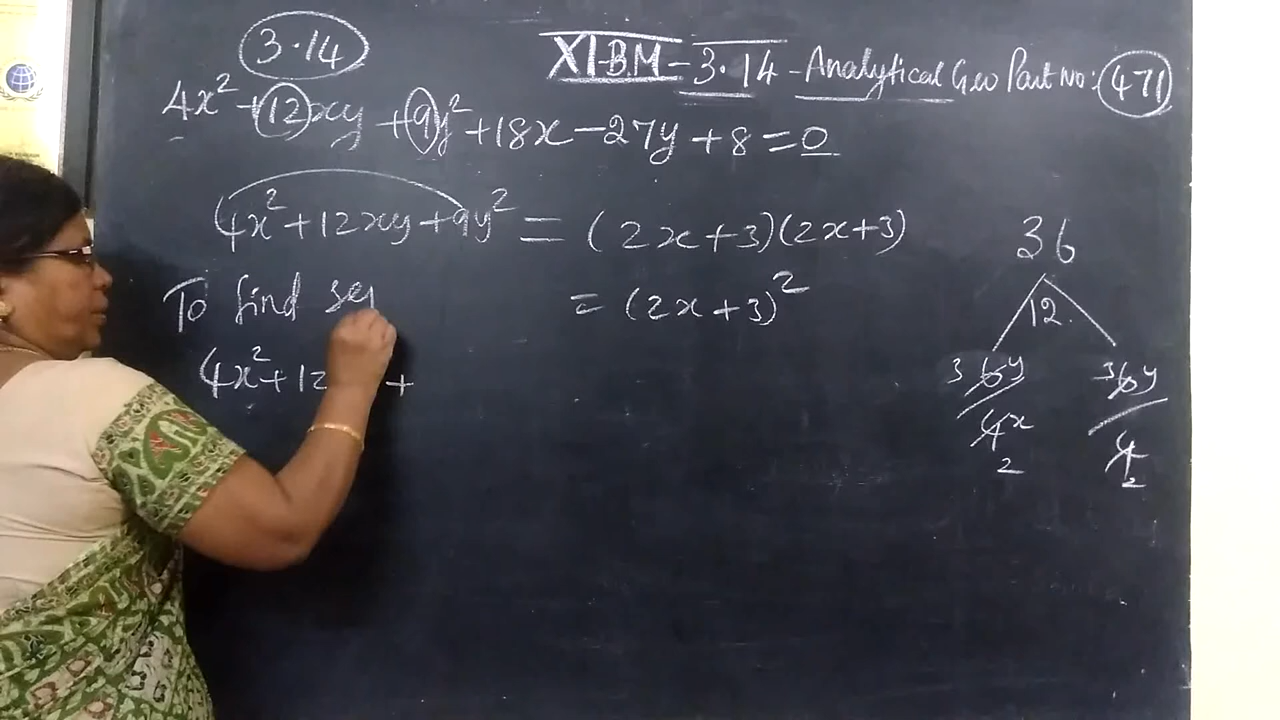 3.14
XI-B.M - 3.14 - Analytical Geo Part No: 471
4x² + 12xy + 9y² + 18x - 27y + 8 = 0
4x² + 12xy + 9y² = (2x+3)(2x+3)
= (2x+3)²
To find se
4x² + 12 +
36
12.
3 6y 3 6y
4x 4
2 2